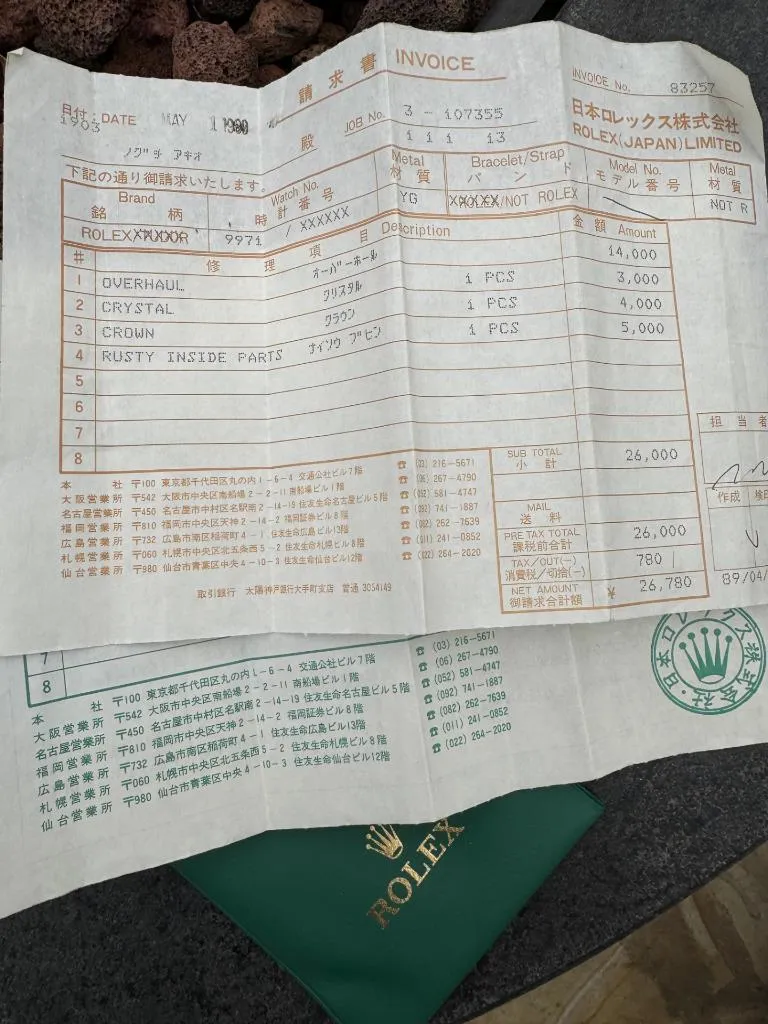 請求書 INVOICE
INVOICE No. 83257
日付:DATE MAY 1 1990
1903
JOB No. 3 - 107355
殿 1 1 1 13
日本ロレックス株式会社
ROLEX(JAPAN)LIMITED
ノグチ アキオ
下記の通り御請求いたします。
Brand 銘柄
時計番号 Watch No.
Metal 材質
Bracelet/Strap バンド
Model No. モデル番号
Metal 材質
ROLEX/XXXXX 9971 / XXXXXX YG XXXXX/NOT ROLEX NOT R
# 修理項目 Description 金額 Amount
1 OVERHAUL オーバーホール 14,000
2 CRYSTAL クリスタル 1 PCS 3,000
3 CROWN クラウン 1 PCS 4,000
4 RUSTY INSIDE PARTS ナイソウ ブヒン 1 PCS 5,000
5
6
7
8
SUB TOTAL 小計 26,000
MAIL 送料
PRE TAX TOTAL 課税前合計 26,000
TAX/OUT(-) 消費税/切捨(-) 780
NET AMOUNT 御請求合計額 ¥ 26,780
担当者
作成 検印
89/04/
本社 〒100 東京都千代田区丸の内1-6-4 交通公社ビル7階 ☎ (03) 216-5671
大阪営業所 〒542 大阪市中央区南船場2-2-11 南船場ビル1階 ☎ (06) 267-4790
名古屋営業所 〒450 名古屋市中村区名駅南2-14-19 住友生命名古屋ビル5階 ☎ (052) 581-4747
福岡営業所 〒810 福岡市中央区天神2-14-2 福岡証券ビル8階 ☎ (092) 741-1887
広島営業所 〒732 広島市南区稲荷町4-1 住友生命広島ビル13階 ☎ (082) 262-7639
札幌営業所 〒060 札幌市中央区北五条西5-2 住友生命札幌ビル8階 ☎ (011) 241-0852
仙台営業所 〒980 仙台市青葉区中央4-10-3 住友生命仙台ビル12階 ☎ (022) 264-2020
取引銀行 太陽神戸銀行大手町支店 普通 3054149
7
8
本社 〒100 東京都千代田区丸の内1-6-4 交通公社ビル7階 ☎ (03) 216-5671
大阪営業所 〒542 大阪市中央区南船場2-2-11 南船場ビル1階 ☎ (06) 267-4790
名古屋営業所 〒450 名古屋市中村区名駅南2-14-19 住友生命名古屋ビル5階 ☎ (052) 581-4747
福岡営業所 〒810 福岡市中央区天神2-14-2 福岡証券ビル8階 ☎ (092) 741-1887
広島営業所 〒732 広島市南区稲荷町4-1 住友生命広島ビル13階 ☎ (082) 262-7639
札幌営業所 〒060 札幌市中央区北五条西5-2 住友生命札幌ビル8階 ☎ (011) 241-0852
仙台営業所 〒980 仙台市青葉区中央4-10-3 住友生命仙台ビル12階 ☎ (022) 264-2020
日本ロレックス株式会社
ROLEX